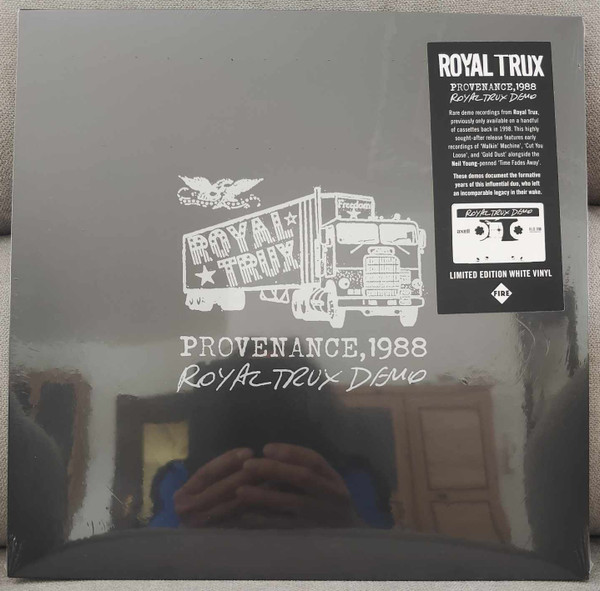 ROYAL TRUX
PROVENANCE,1988
ROYAL TRUX DEMO
Rare demo recordings from Royal Trux,
previously only available on a handful
of cassettes back in 1998. This highly
sought-after release features early
recordings of 'Walkin' Machine', 'Cut You
Loose', and 'Gold Dust' alongside the
Neil Young-penned 'Time Fades Away'.
These demos document the formative
years of this influential duo, who left
an incomparable legacy in their wake.
ROYAL TRUX DEMO
maxell
LIMITED EDITION WHITE VINYL
FIRE
Freedom
ROYAL
TRUX
PROVENANCE,1988
ROYAL TRUX DEMO